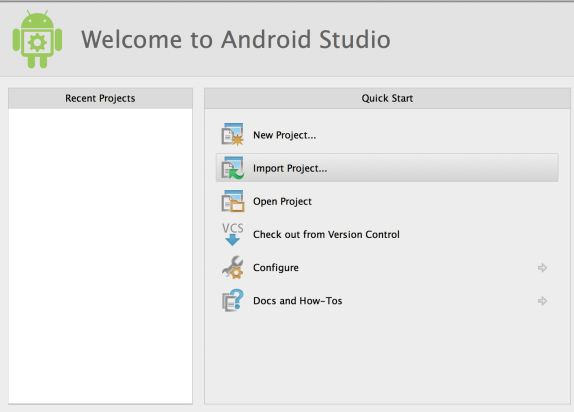 Welcome to Android Studio
Recent Projects
Quick Start
New Project...
Import Project...
Open Project
VCS
Check out from Version Control
Configure
Docs and How-Tos